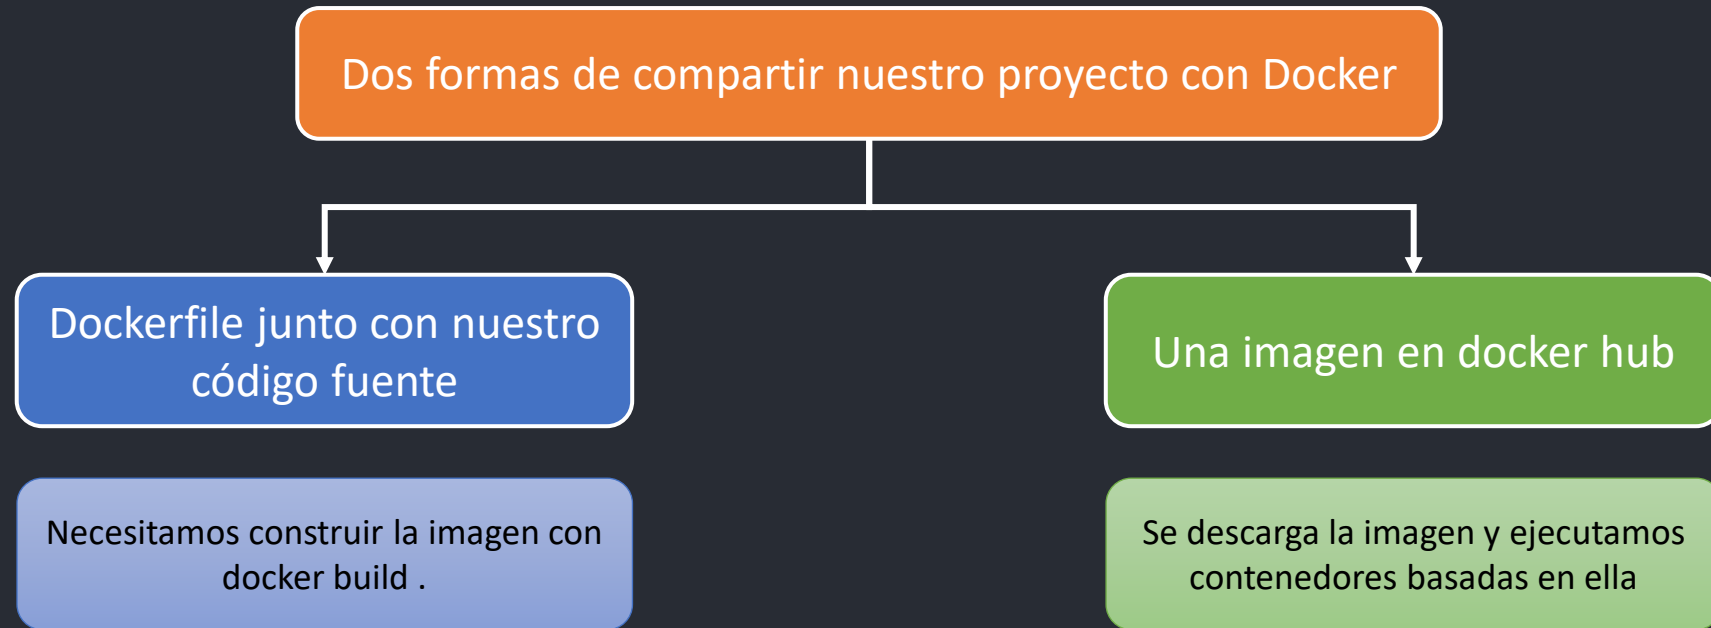 Dos formas de compartir nuestro proyecto con Docker
Dockerfile junto con nuestro
código fuente
Una imagen en docker hub
Necesitamos construir la imagen con
docker build .
Se descarga la imagen y ejecutamos
contenedores basadas en ella